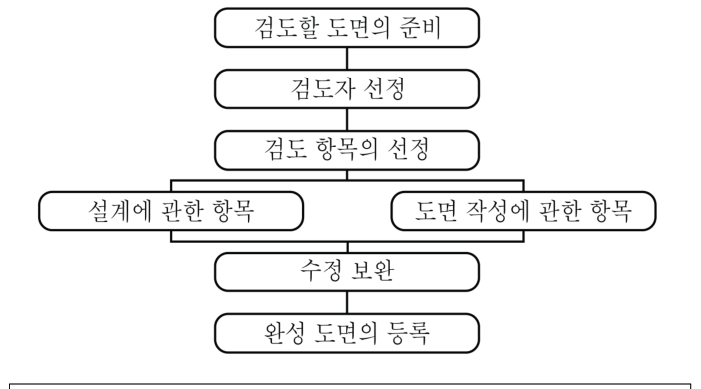 검도할 도면의 준비
검도자 선정
검도 항목의 선정
설계에 관한 항목
도면 작성에 관한 항목
수정 보완
완성 도면의 등록